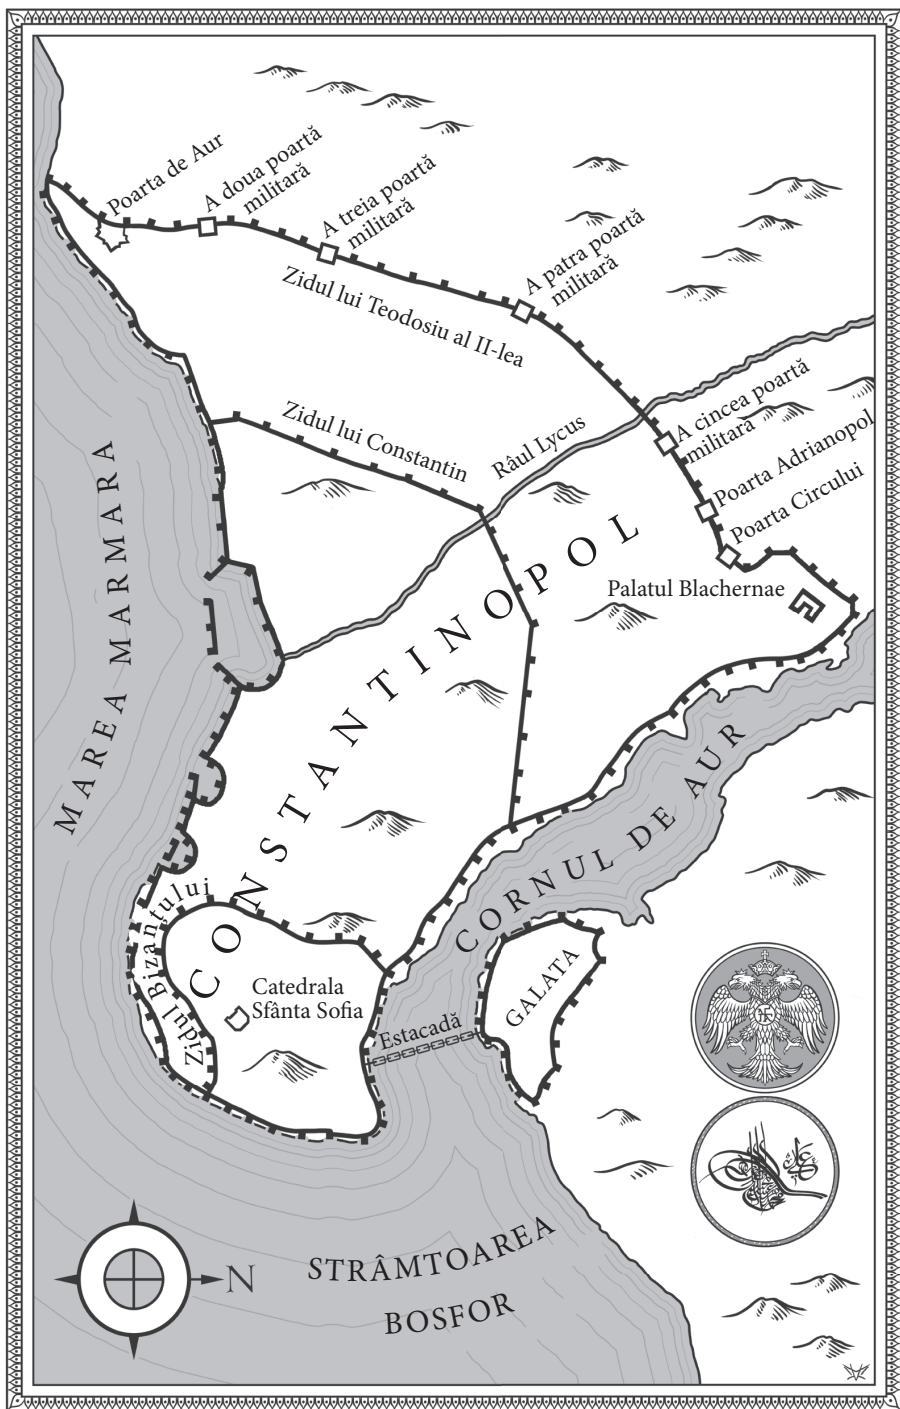 Poarta de Aur
A doua poartă
militară
A treia poartă
militară
A patra poartă
militară
Zidul lui Teodosiu al II-lea
A cincea poartă
militară
Poarta Adrianopol
Poarta Circului
Zidul lui Constantin
Râul Lycus
Palatul Blachernae
CONSTANTINOPOL
MAREA MARMARA
CORNUL DE AUR
Zidul Bizanțului
Catedrala
Sfânta Sofia
Estacadă
GALATA
N
STRÂMTOAREA
BOSFOR